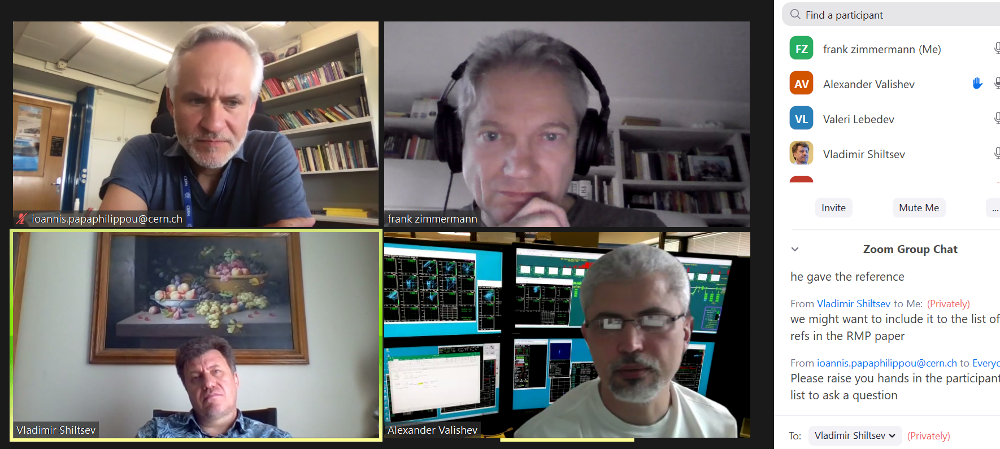 ioannis.papaphilippou@cern.ch
frank zimmermann
Vladimir Shiltsev
Alexander Valishev
CERN
CERN
Find a participant
FZ
frank zimmermann (Me)
AV
Alexander Valishev
VL
Valeri Lebedev
Vladimir Shiltsev
Invite
Mute Me
...
Zoom Group Chat
he gave the reference
From Vladimir Shiltsev to Me: (Privately)
we might want to include it to the list of
refs in the RMP paper
From ioannis.papaphilippou@cern.ch to Everyo
Please raise you hands in the participant
list to ask a question
To: Vladimir Shiltsev (Privately)